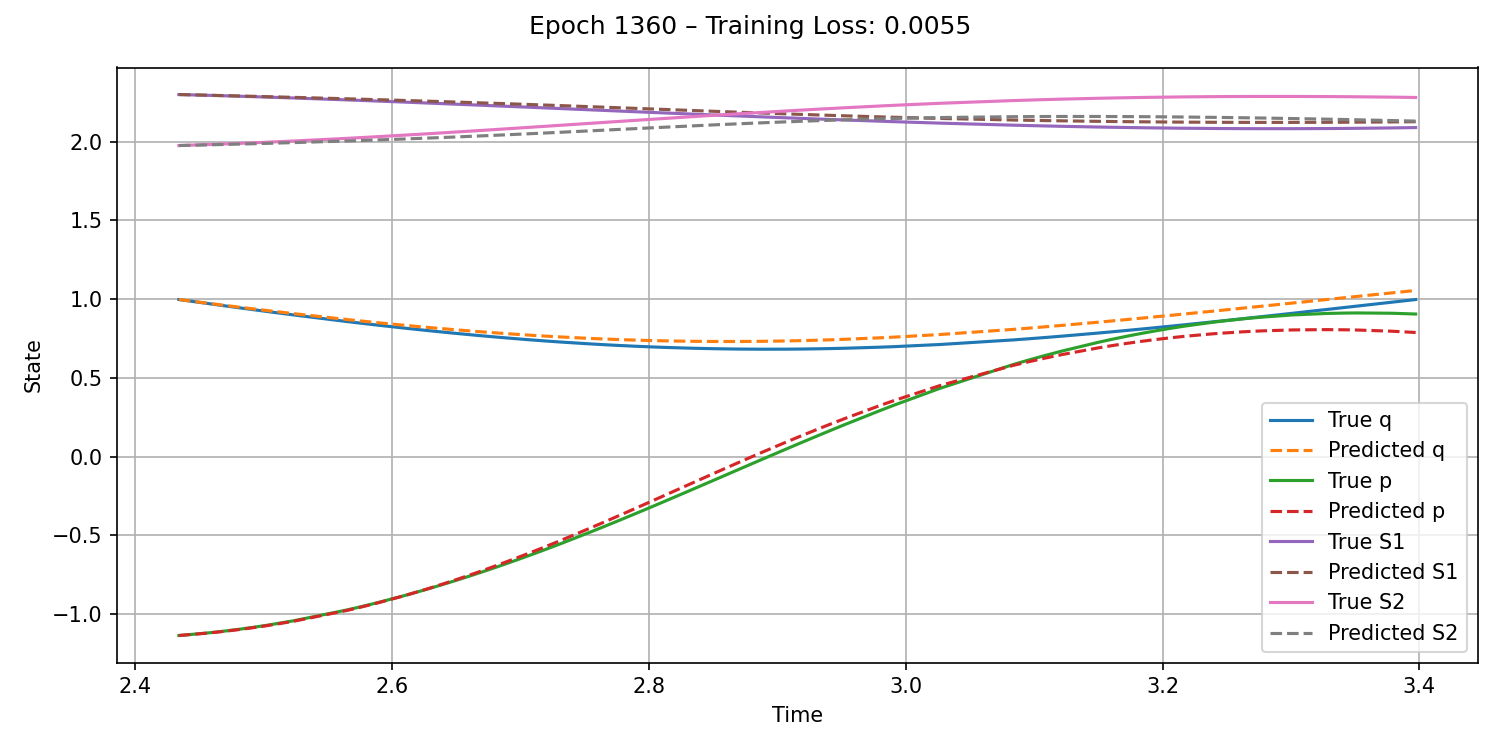 Epoch 1360 – Training Loss: 0.0055
State
2.0
1.5
1.0
0.5
0.0
−0.5
−1.0
True q
Predicted q
True p
Predicted p
True S1
Predicted S1
True S2
Predicted S2
2.4 2.6 2.8 3.0 3.2 3.4
Time